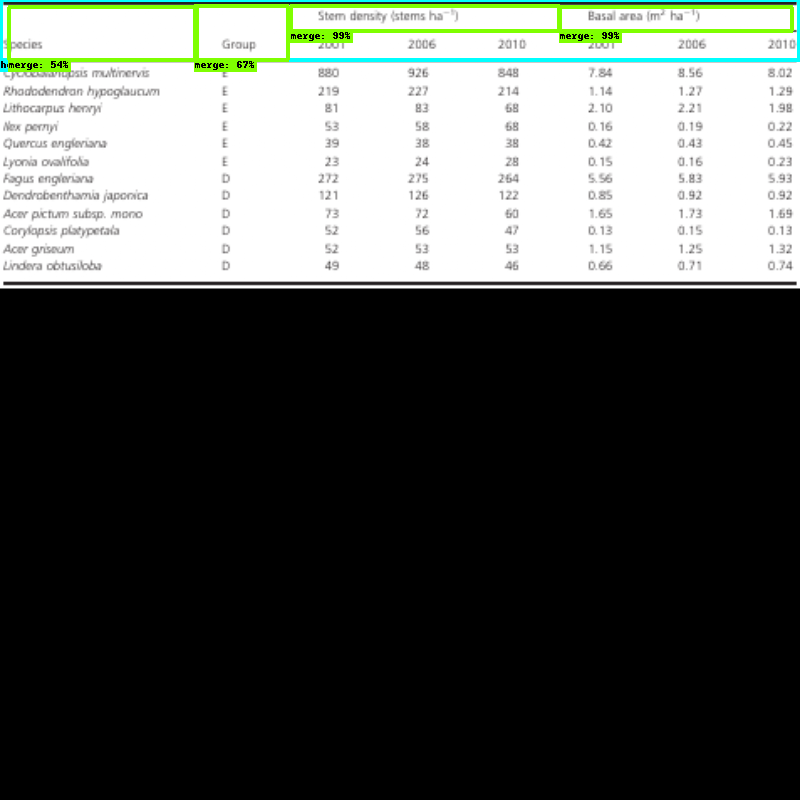 Stem density (stems ha⁻¹) Basal area (m² ha⁻¹)
merge: 99% merge: 99%
Species Group 2001 2006 2010 2001 2006 2010
merge: 54% merge: 67%
Cyclobalanopsis multinervis E 880 926 848 7.84 8.56 8.02
Rhododendron hypoglaucum E 219 227 214 1.14 1.27 1.29
Lithocarpus henryi E 81 83 68 2.10 2.21 1.98
Ilex pernyi E 53 58 68 0.16 0.19 0.22
Quercus engleriana E 39 38 38 0.42 0.43 0.45
Lyonia ovalifolia E 23 24 28 0.15 0.16 0.23
Fagus engleriana D 272 275 264 5.56 5.83 5.93
Dendrobenthamia japonica D 121 126 122 0.85 0.92 0.92
Acer pictum subsp. mono D 73 72 60 1.65 1.73 1.69
Corylopsis platypetala D 52 56 47 0.13 0.15 0.13
Acer griseum D 52 53 53 1.15 1.25 1.32
Lindera obtusiloba D 49 48 46 0.66 0.71 0.74